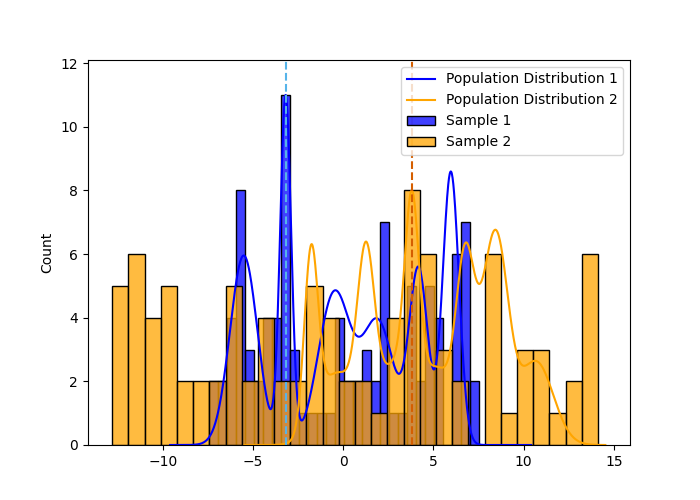 12
10
8
6
4
2
0
Count
−10
−5
0
5
10
15
Population Distribution 1
Population Distribution 2
Sample 1
Sample 2